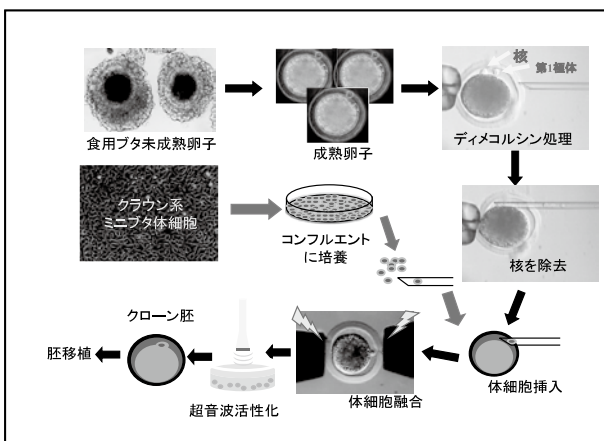 核
第1極体
食用ブタ未成熟卵子
成熟卵子
ディメコルシン処理
クラウン系
ミニブタ体細胞
コンフルエント
に培養
核を除去
クローン胚
胚移植
体細胞挿入
超音波活性化
体細胞融合